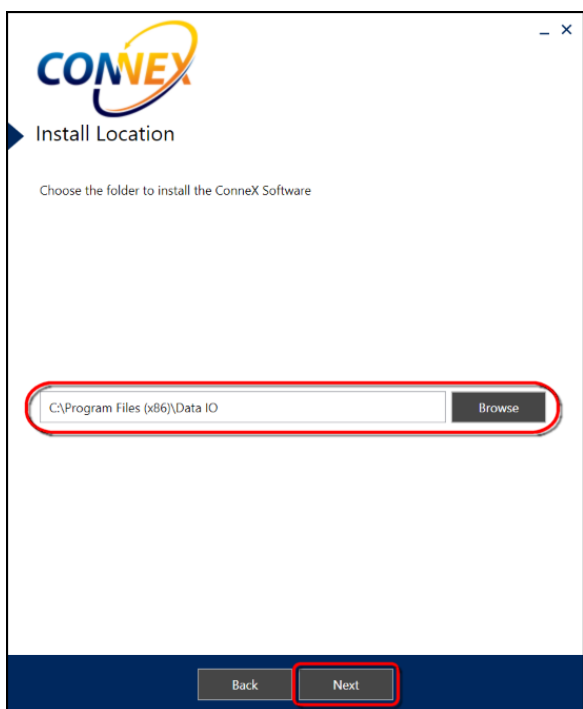 CONNEX
Install Location
Choose the folder to install the ConneX Software
C:\Program Files (x86)\Data IO
Browse
Back
Next